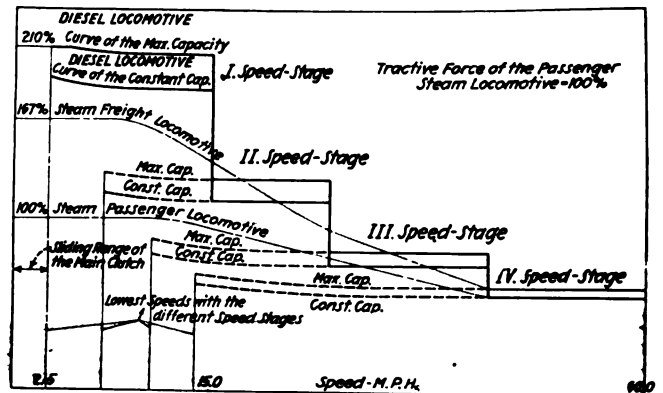 DIESEL LOCOMOTIVE
210% Curve of the Max. Capacity
DIESEL LOCOMOTIVE
Curve of the Constant Cap.
I. Speed-Stage
Tractive Force of the Passenger
Steam Locomotive=100%
167% Steam Freight Locomotive
II. Speed-Stage
Max. Cap.
Const. Cap.
100% Steam Passenger Locomotive
III. Speed-Stage
Max. Cap.
Const. Cap.
Sliding Range of
the Main Clutch
IV. Speed-Stage
Max. Cap.
Const. Cap.
Lowest Speeds with the
different Speed Stages
15.0
Speed-M.P.H.